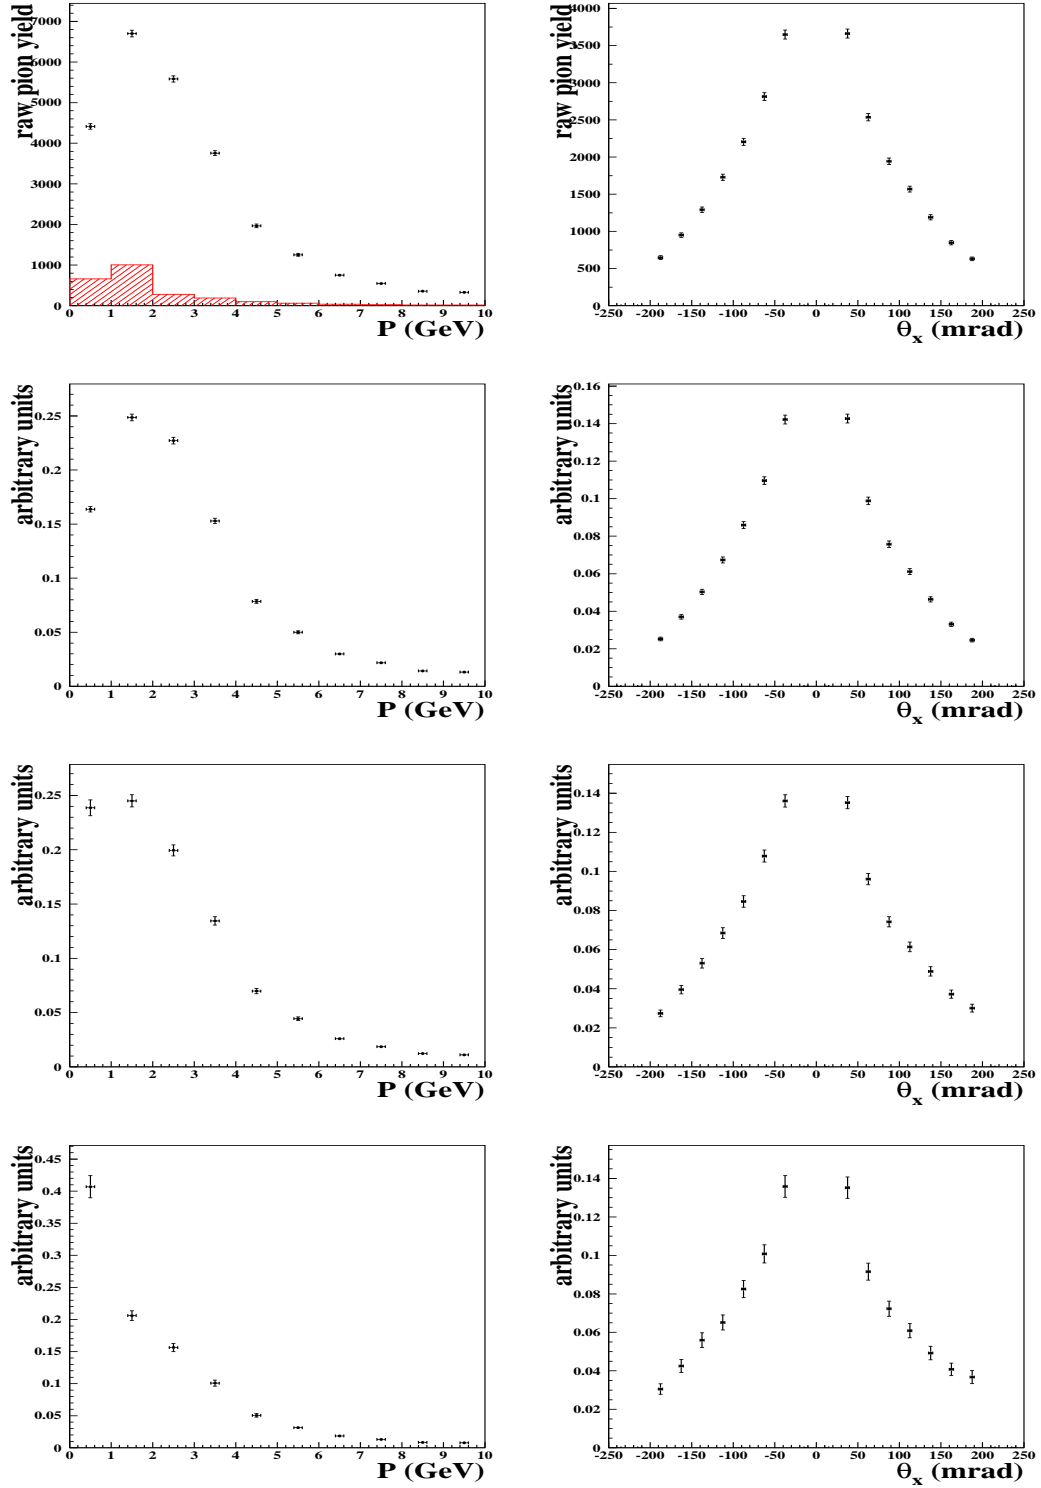 raw pion yield
7000
6000
5000
4000
3000
2000
1000
0
0 1 2 3 4 5 6 7 8 9 10
P (GeV)
raw pion yield
4000
3500
3000
2500
2000
1500
1000
500
0
-250 -200 -150 -100 -50 0 50 100 150 200 250
θx (mrad)
arbitrary units
0.25
0.2
0.15
0.1
0.05
0
0 1 2 3 4 5 6 7 8 9 10
P (GeV)
arbitrary units
0.16
0.14
0.12
0.1
0.08
0.06
0.04
0.02
0
-250 -200 -150 -100 -50 0 50 100 150 200 250
θx (mrad)
arbitrary units
0.25
0.2
0.15
0.1
0.05
0
0 1 2 3 4 5 6 7 8 9 10
P (GeV)
arbitrary units
0.14
0.12
0.1
0.08
0.06
0.04
0.02
0
-250 -200 -150 -100 -50 0 50 100 150 200 250
θx (mrad)
arbitrary units
0.45
0.4
0.35
0.3
0.25
0.2
0.15
0.1
0.05
0
0 1 2 3 4 5 6 7 8 9 10
P (GeV)
arbitrary units
0.14
0.12
0.1
0.08
0.06
0.04
0.02
0
-250 -200 -150 -100 -50 0 50 100 150 200 250
θx (mrad)